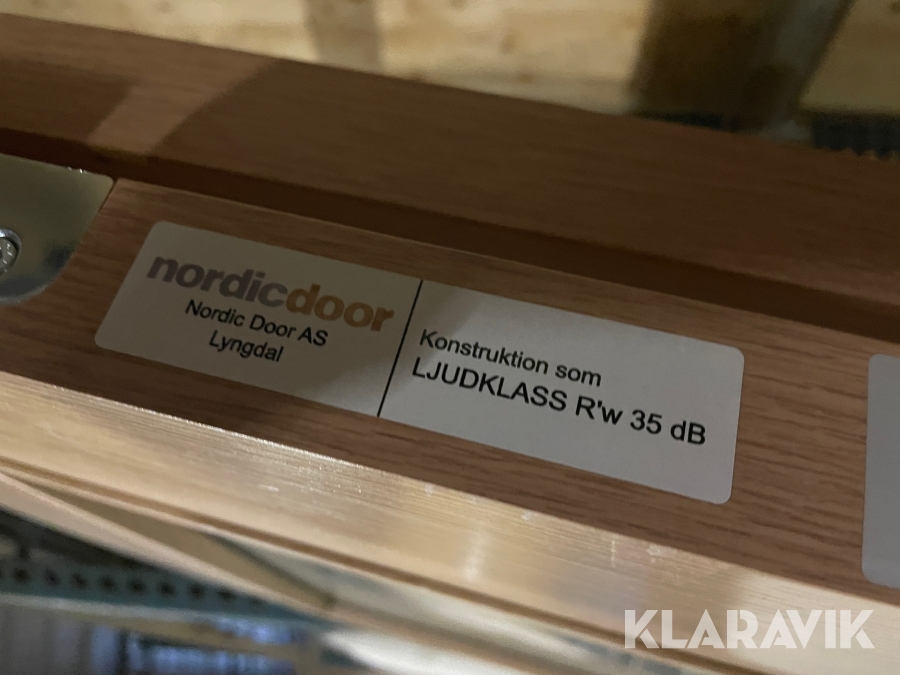 nordicdoor
Nordic Door AS
Lyngdal
Konstruktion som
LJUDKLASS R'w 35 dB
KLARAVIK